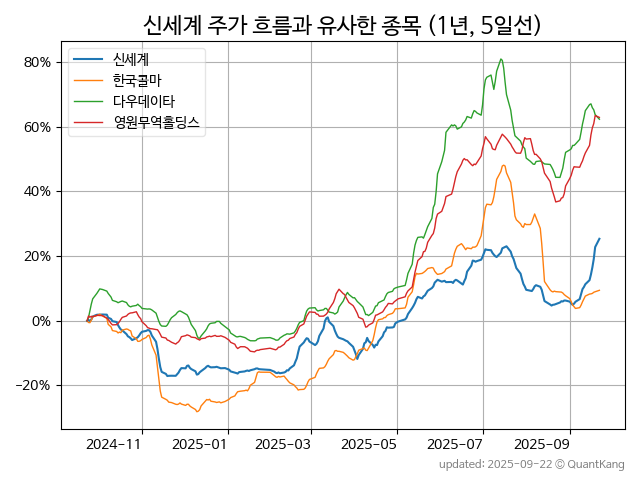 신세계 주가 흐름과 유사한 종목 (1년, 5일선)
신세계
한국콜마
다우데이타
영원무역홀딩스
80%
60%
40%
20%
0%
−20%
2024-11
2025-01
2025-03
2025-05
2025-07
2025-09
updated: 2025-09-22 © QuantKang